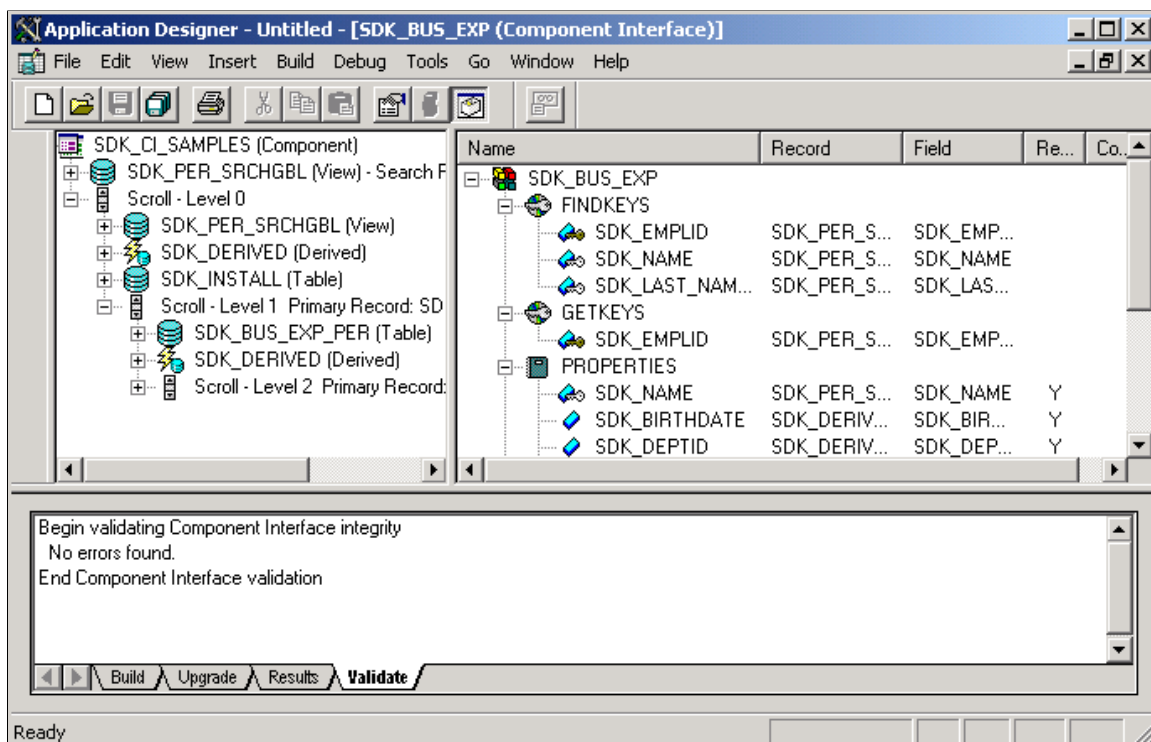 Application Designer - Untitled - [SDK_BUS_EXP (Component Interface)]
File Edit View Insert Build Debug Tools Go Window Help
SDK_CI_SAMPLES (Component)
SDK_PER_SRCHGBL (View) - Search F
Scroll - Level 0
SDK_PER_SRCHGBL (View)
SDK_DERIVED (Derived)
SDK_INSTALL (Table)
Scroll - Level 1 Primary Record: SD
SDK_BUS_EXP_PER (Table)
SDK_DERIVED (Derived)
Scroll - Level 2 Primary Record:
Name Record Field Re... Co...
SDK_BUS_EXP
FINDKEYS
SDK_EMPLID SDK_PER_S... SDK_EMP...
SDK_NAME SDK_PER_S... SDK_NAME
SDK_LAST_NAM... SDK_PER_S... SDK_LAS...
GETKEYS
SDK_EMPLID SDK_PER_S... SDK_EMP...
PROPERTIES
SDK_NAME SDK_PER_S... SDK_NAME Y
SDK_BIRTHDATE SDK_DERIV... SDK_BIR... Y
SDK_DEPTID SDK_DERIV... SDK_DEP... Y
Begin validating Component Interface integrity
No errors found.
End Component Interface validation
Build Upgrade Results Validate
Ready